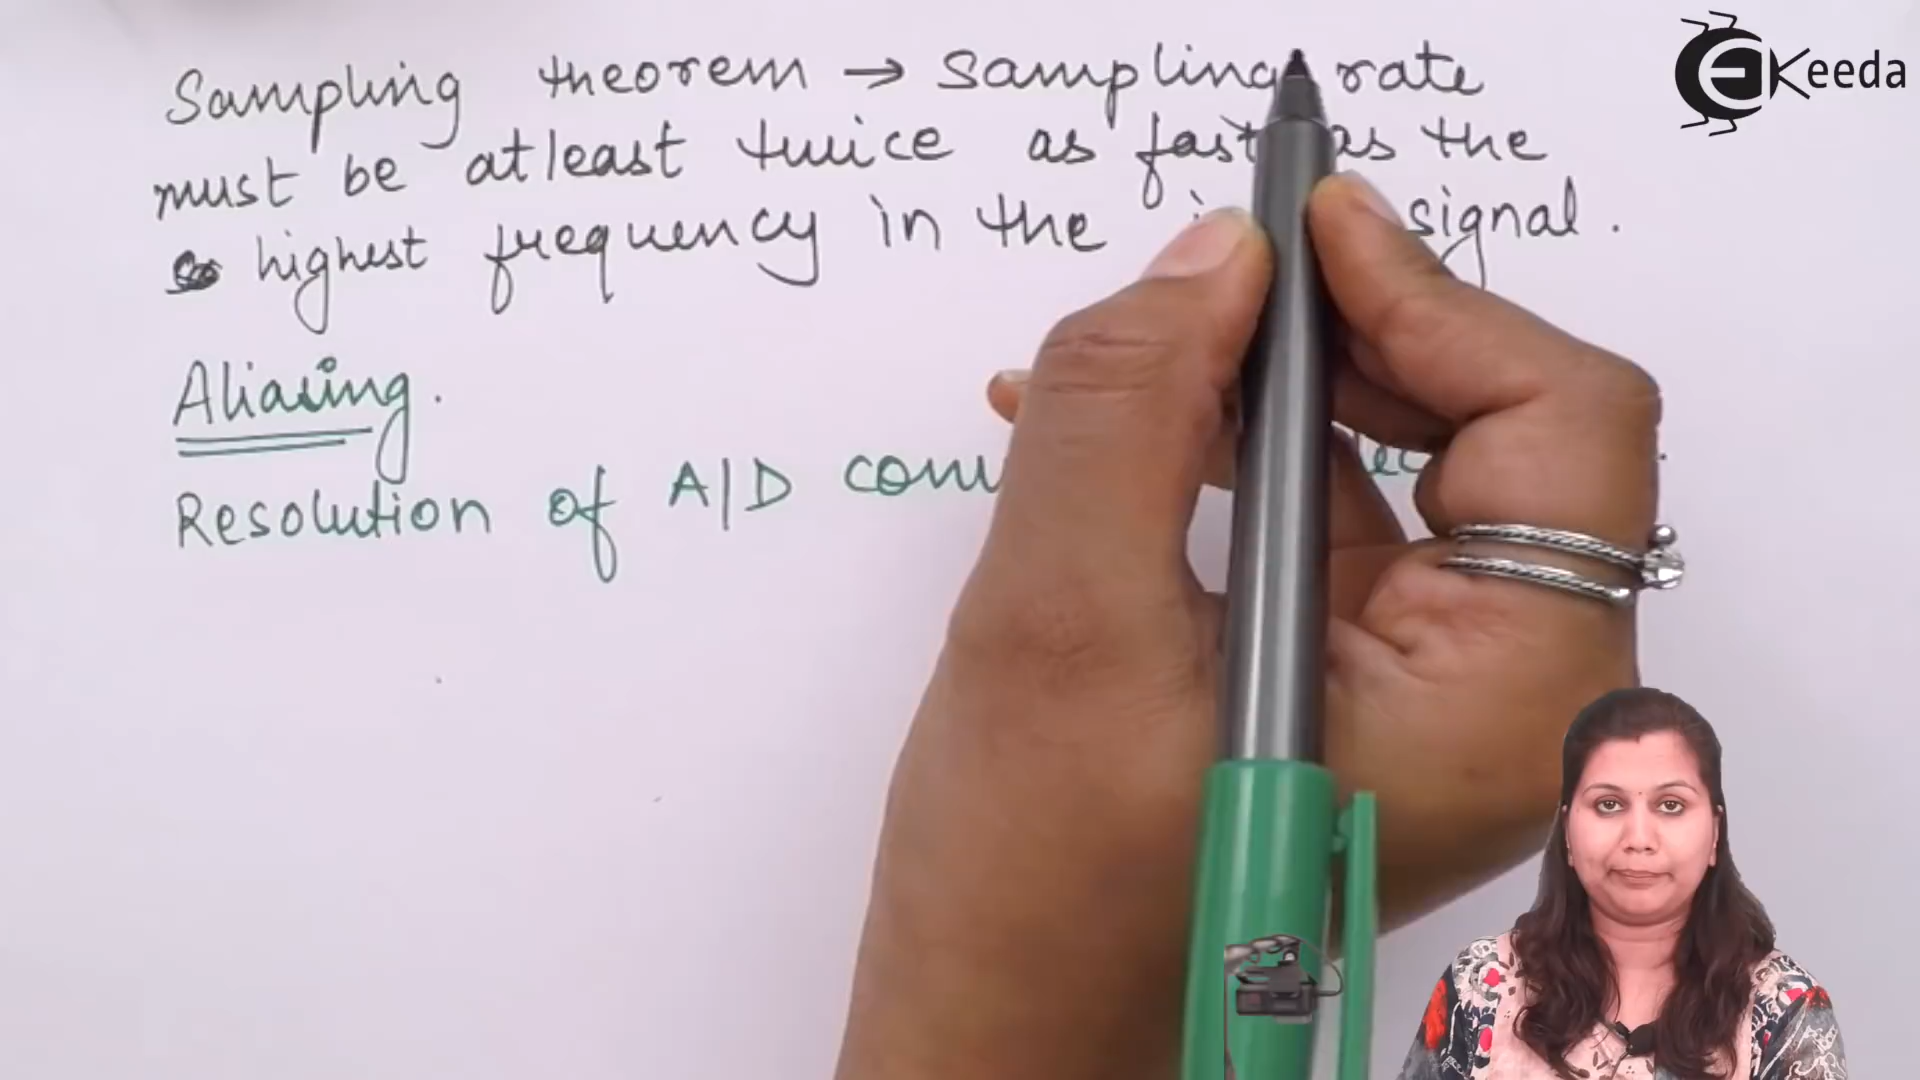 EKeeda
Sampling theorem → Sampling rate
must be atleast twice as fast as the
highest frequency in the signal.
Aliasing.
Resolution of A/D